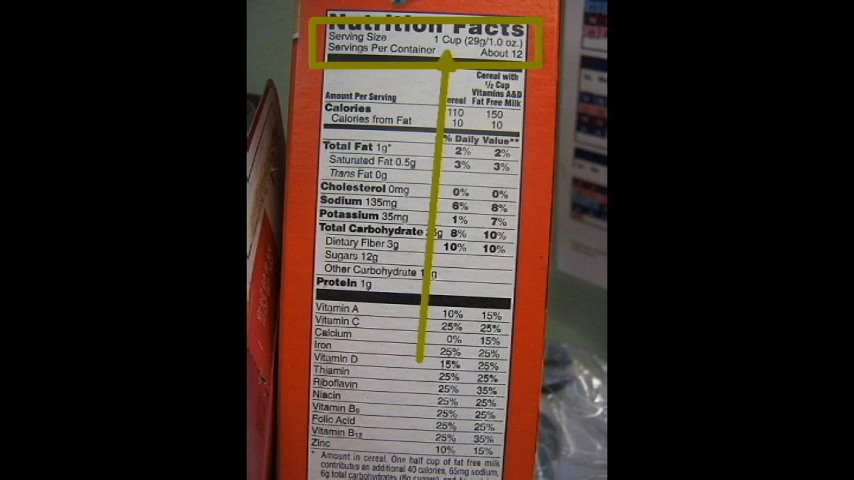 Nutrition Facts
Serving Size 1 Cup (29g/1.0 oz.)
Servings Per Container About 12
Cereal with
½ Cup
Vitamins A&D
Amount Per Serving Fat Free Milk
Calories 110 150
Calories from Fat 10 10
% Daily Value**
Total Fat 1g* 2% 2%
Saturated Fat 0.5g 3% 3%
Trans Fat 0g
Cholesterol 0mg 0% 0%
Sodium 135mg 6% 8%
Potassium 35mg 1% 7%
Total Carbohydrate 8% 10%
Dietary Fiber 3g 10% 10%
Sugars 12g
Other Carbohydrate
Protein 1g
Vitamin A 10% 15%
Vitamin C 25% 25%
Calcium 0% 15%
Iron 25% 25%
Vitamin D 15% 25%
Thiamin 25% 25%
Riboflavin 25% 35%
Niacin 25% 25%
Vitamin B6 25% 25%
Folic Acid 25% 25%
Vitamin B12 25% 35%
Zinc 10% 15%
* Amount in cereal. One half cup of fat free milk
contributes an additional 40 calories, 65mg sodium,
6g total carbohydrates (6g sugars)